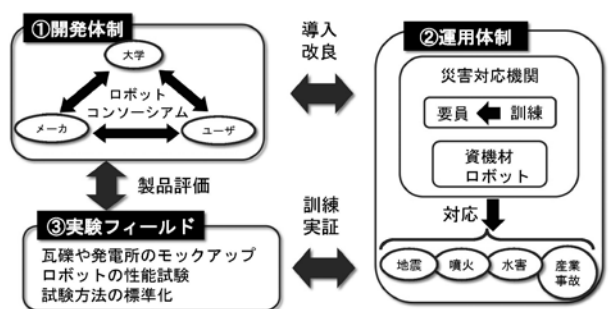 ①開発体制
大学
ロボット
コンソーシアム
メーカ
ユーザ
導入
改良
②運用体制
災害対応機関
要員
訓練
資機材
ロボット
対応
地震
噴火
水害
産業
事故
製品評価
③実験フィールド
瓦礫や発電所のモックアップ
ロボットの性能試験
試験方法の標準化
訓練
実証